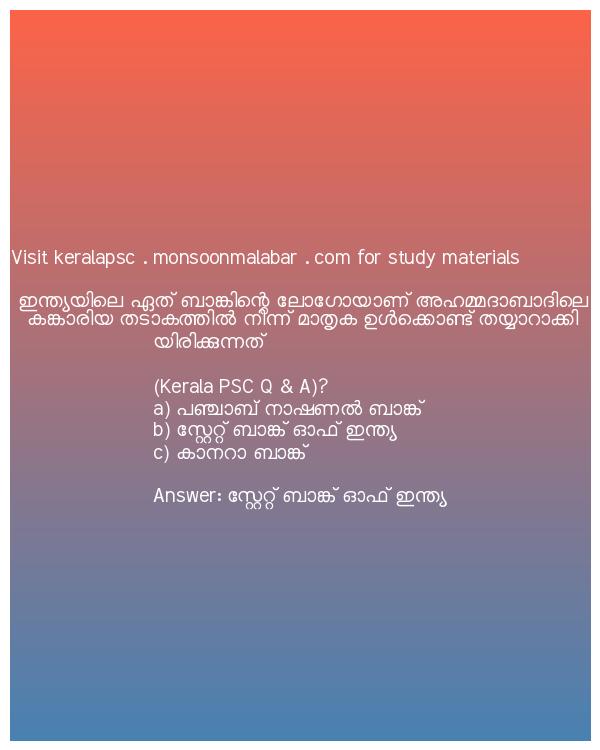 Visit keralapsc . monsoonmalabar . com for study materials
ഇന്ത്യയിലെ ഏത് ബാങ്കിന്റെ ലോഗോയാണ് അഹമ്മദാബാദിലെ
കങ്കാരിയ തടാകത്തിൽ നിന്ന് മാതൃക ഉൾക്കൊണ്ട് തയ്യാറാക്കി
യിരിക്കുന്നത്
(Kerala PSC Q & A)?
a) പഞ്ചാബ് നാഷണൽ ബാങ്ക്
b) സ്റ്റേറ്റ് ബാങ്ക് ഓഫ് ഇന്ത്യ
c) കാനറാ ബാങ്ക്
Answer: സ്റ്റേറ്റ് ബാങ്ക് ഓഫ് ഇന്ത്യ